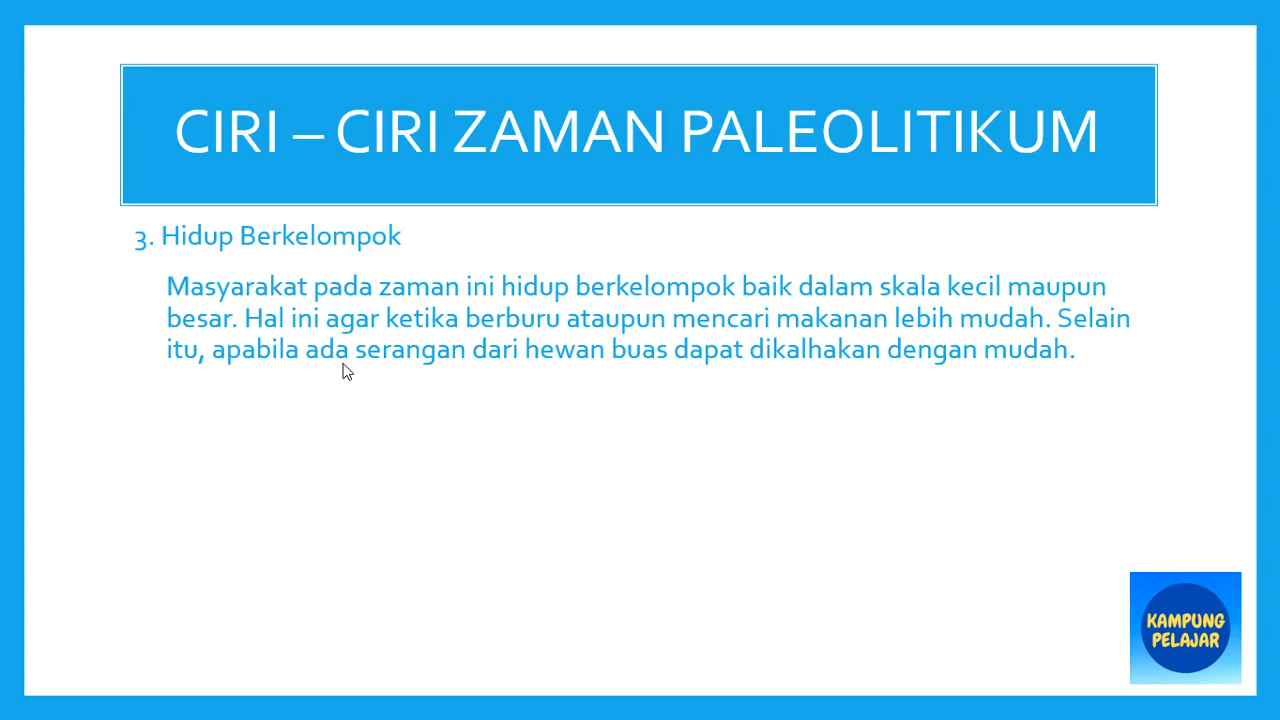 CIRI – CIRI ZAMAN PALEOLITIKUM
3. Hidup Berkelompok
Masyarakat pada zaman ini hidup berkelompok baik dalam skala kecil maupun
besar. Hal ini agar ketika berburu ataupun mencari makanan lebih mudah. Selain
itu, apabila ada serangan dari hewan buas dapat dikalhakan dengan mudah.
KAMPUNG
PELAJAR